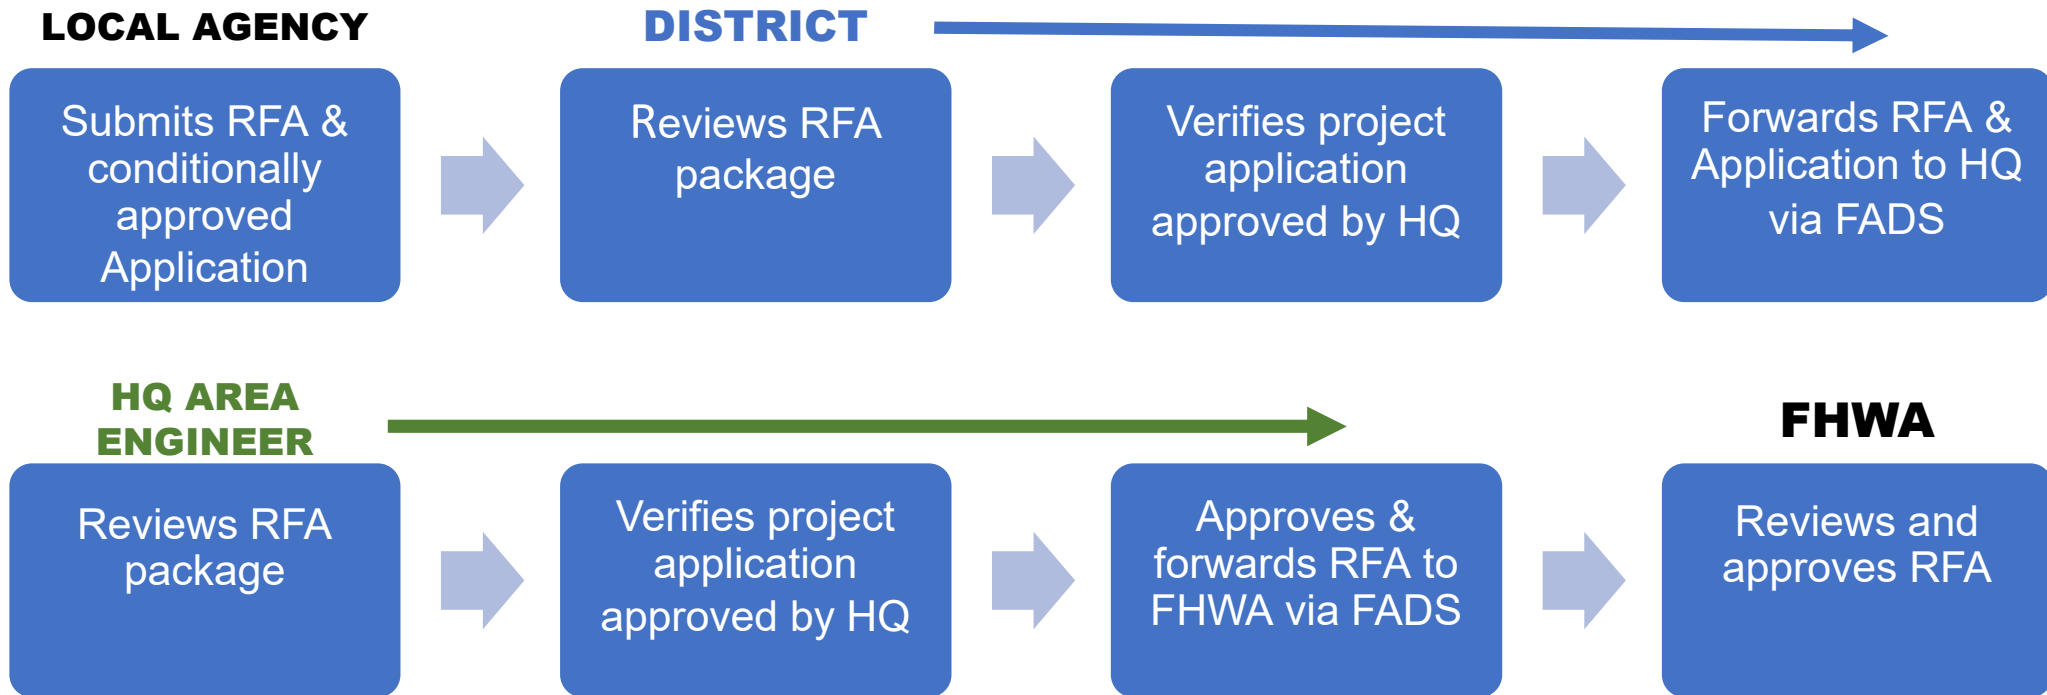 LOCAL AGENCY
Submits RFA &
conditionally
approved
Application
DISTRICT
Reviews RFA
package
Verifies project
application
approved by HQ
Forwards RFA &
Application to HQ
via FADS
HQ AREA
ENGINEER
Reviews RFA
package
Verifies project
application
approved by HQ
Approves &
forwards RFA to
FHWA via FADS
FHWA
Reviews and
approves RFA